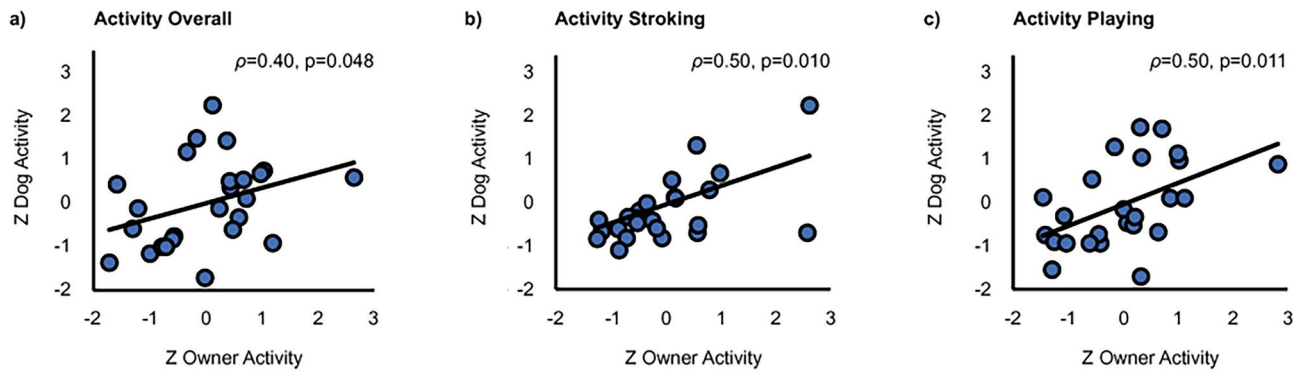 a) Activity Overall
ρ=0.40, p=0.048
Z Dog Activity
3
2
1
0
-1
-2
-2 -1 0 1 2 3
Z Owner Activity
b) Activity Stroking
ρ=0.50, p=0.010
Z Dog Activity
3
2
1
0
-1
-2
-2 -1 0 1 2 3
Z Owner Activity
c) Activity Playing
ρ=0.50, p=0.011
Z Dog Activity
3
2
1
0
-1
-2
-2 -1 0 1 2 3
Z Owner Activity